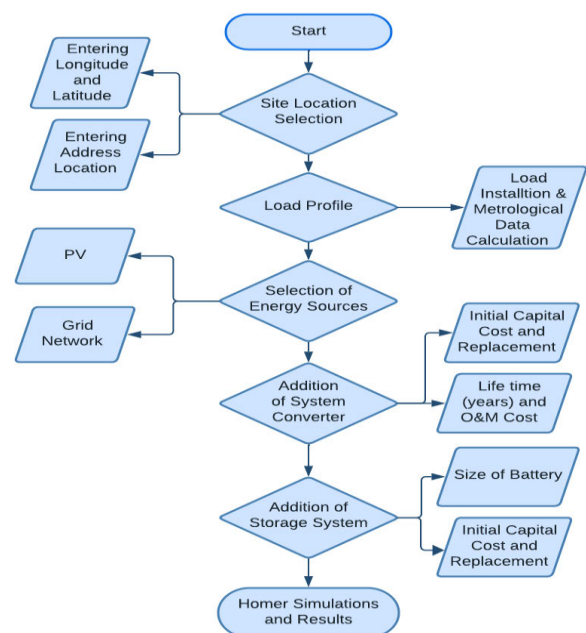 Start
Entering
Longitude
and
Latitude
Site Location
Selection
Entering
Address
Location
Load Profile
Load
Installtion &
Metrological
Data
Calculation
PV
Selection of
Energy Sources
Grid
Network
Initial Capital
Cost and
Replacement
Addition
of System
Converter
Life time
(years) and
O&M Cost
Size of Battery
Addition of
Storage System
Initial Capital
Cost and
Replacement
Homer Simulations
and Results